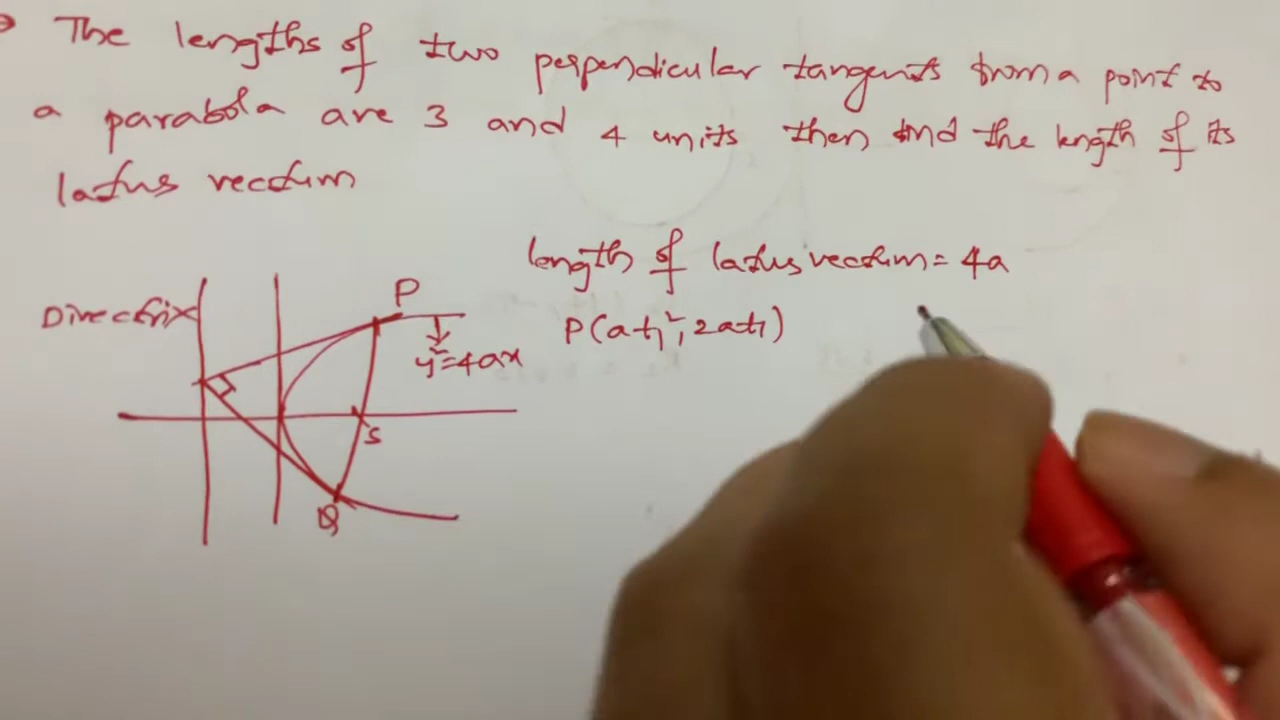 The lengths of two perpendicular tangents from a point to
a parabola are 3 and 4 units then find the length of its
latus rectum
length of latus rectum = 4a
Directrix
P
P(at₁², 2at₁)
y²=4ax
S
Q